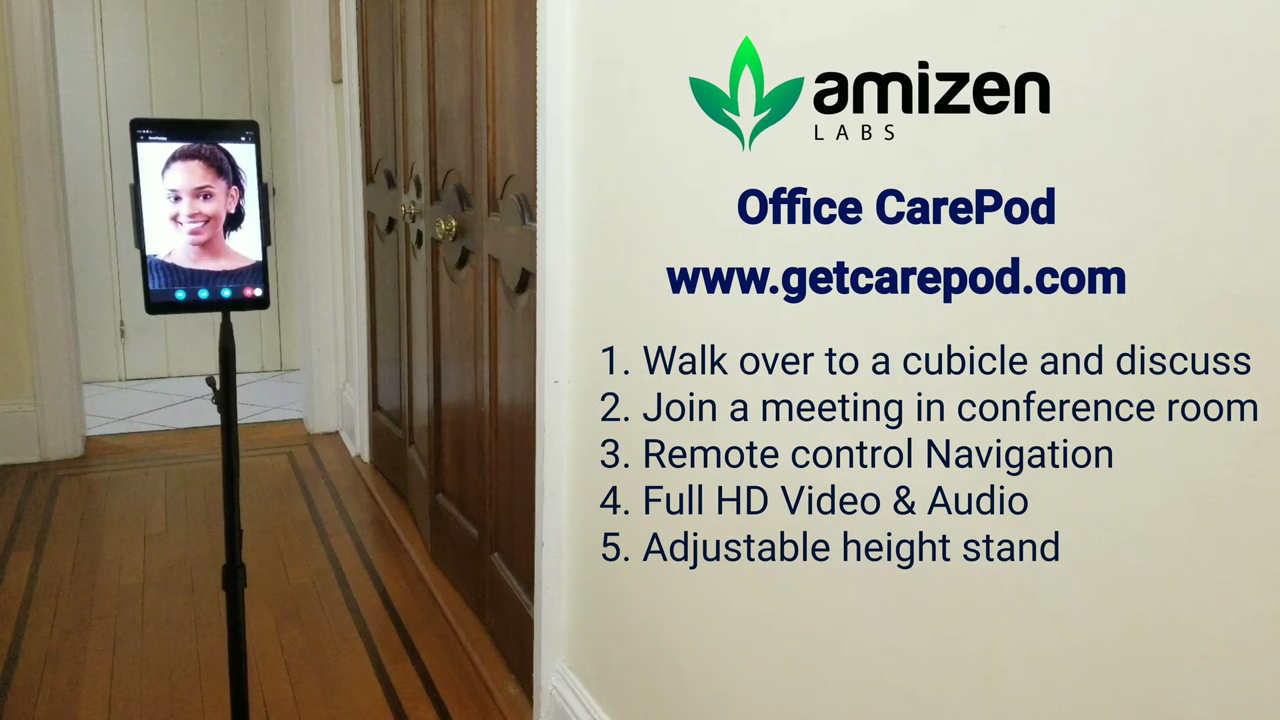 amizen
LABS
Office CarePod
www.getcarepod.com
1. Walk over to a cubicle and discuss
2. Join a meeting in conference room
3. Remote control Navigation
4. Full HD Video & Audio
5. Adjustable height stand